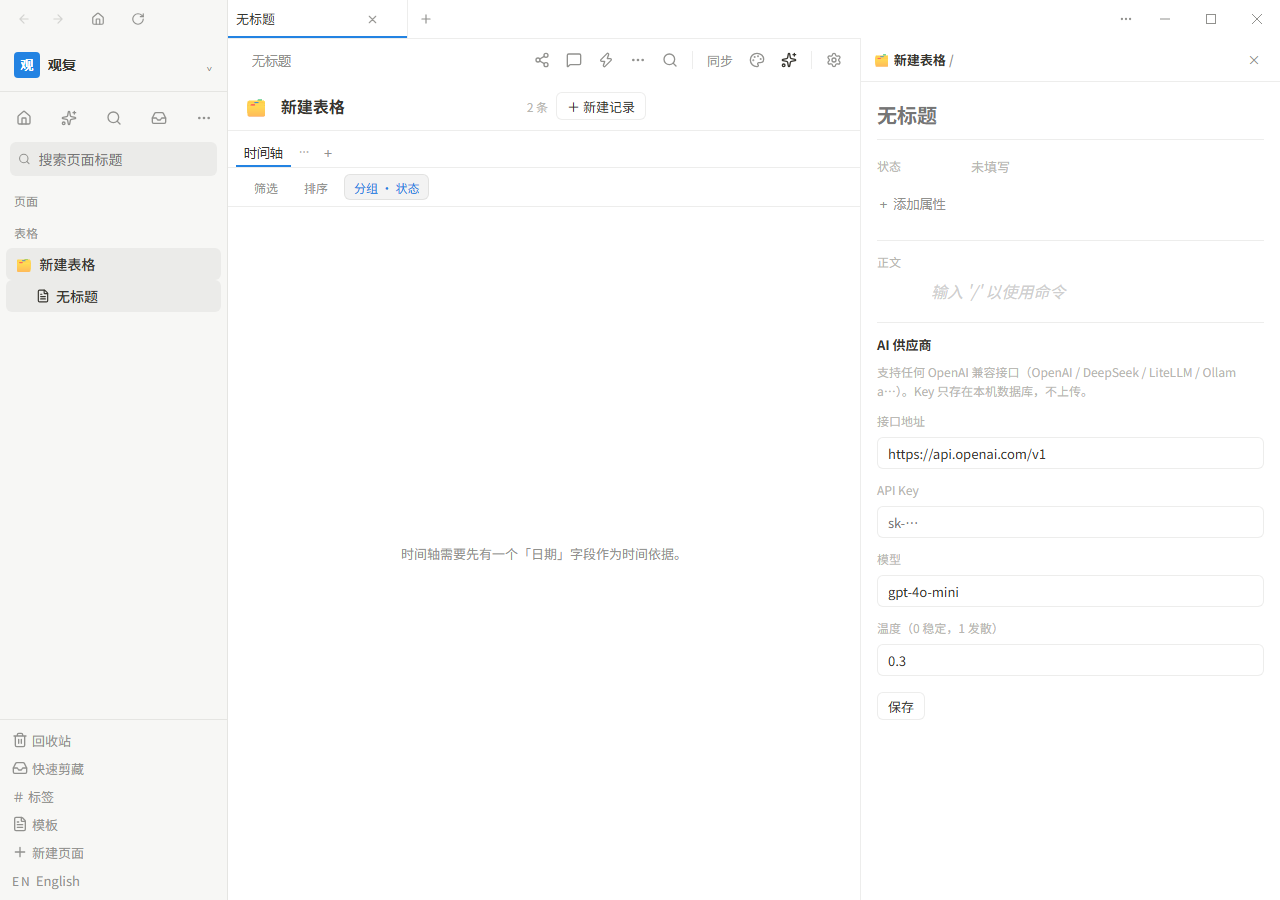 无标题
观 观复
搜索页面标题
页面
表格
新建表格
无标题
回收站
快速剪藏
# 标签
模板
新建页面
EN English
无标题
同步
新建表格
2 条
新建记录
时间轴
筛选
排序
分组 • 状态
时间轴需要先有一个「日期」字段作为时间依据。
新建表格 /
无标题
状态
未填写
+ 添加属性
正文
输入 '/' 以使用命令
AI 供应商
支持任何 OpenAI 兼容接口（OpenAI / DeepSeek / LiteLLM / Ollam
a…）。Key 只存在本机数据库，不上传。
接口地址
https://api.openai.com/v1
API Key
sk-…
模型
gpt-4o-mini
温度（0 稳定，1 发散）
0.3
保存